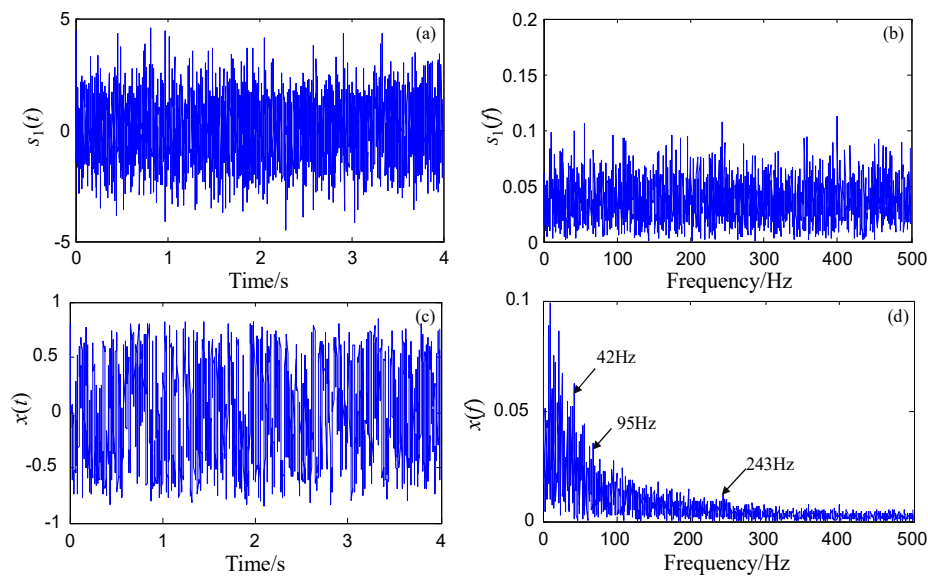 (a)
5
0
-5
s₁(t)
0 1 2 3 4
Time/s
(b)
0.2
0.15
0.1
0.05
0
s₁(f)
0 100 200 300 400 500
Frequency/Hz
(c)
1
0.5
0
-0.5
-1
x(t)
0 1 2 3 4
Time/s
(d)
0.1
0.05
0
x(f)
42Hz
95Hz
243Hz
0 100 200 300 400 500
Frequency/Hz